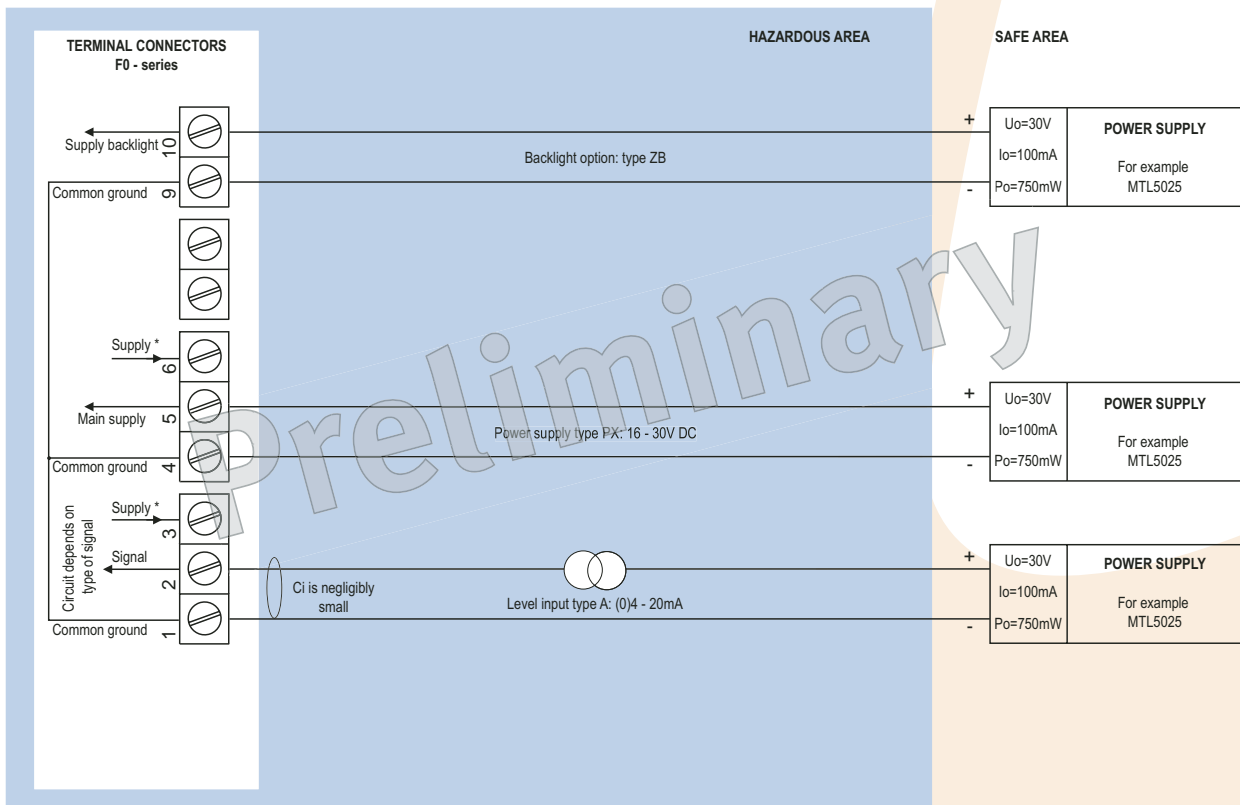 TERMINAL CONNECTORS
F0 - series
HAZARDOUS AREA
SAFE AREA
Supply backlight
10
Common ground
9
Backlight option: type ZB
+
-
Uo=30V
Io=100mA
Po=750mW
POWER SUPPLY
For example
MTL5025
Supply *
6
Main supply
5
Common ground
4
Power supply type PX: 16 - 30V DC
+
-
Uo=30V
Io=100mA
Po=750mW
POWER SUPPLY
For example
MTL5025
Circuit depends on
type of signal
Supply *
3
Signal
2
Common ground
1
Ci is negligibly
small
Level input type A: (0)4 - 20mA
+
-
Uo=30V
Io=100mA
Po=750mW
POWER SUPPLY
For example
MTL5025
Preliminary